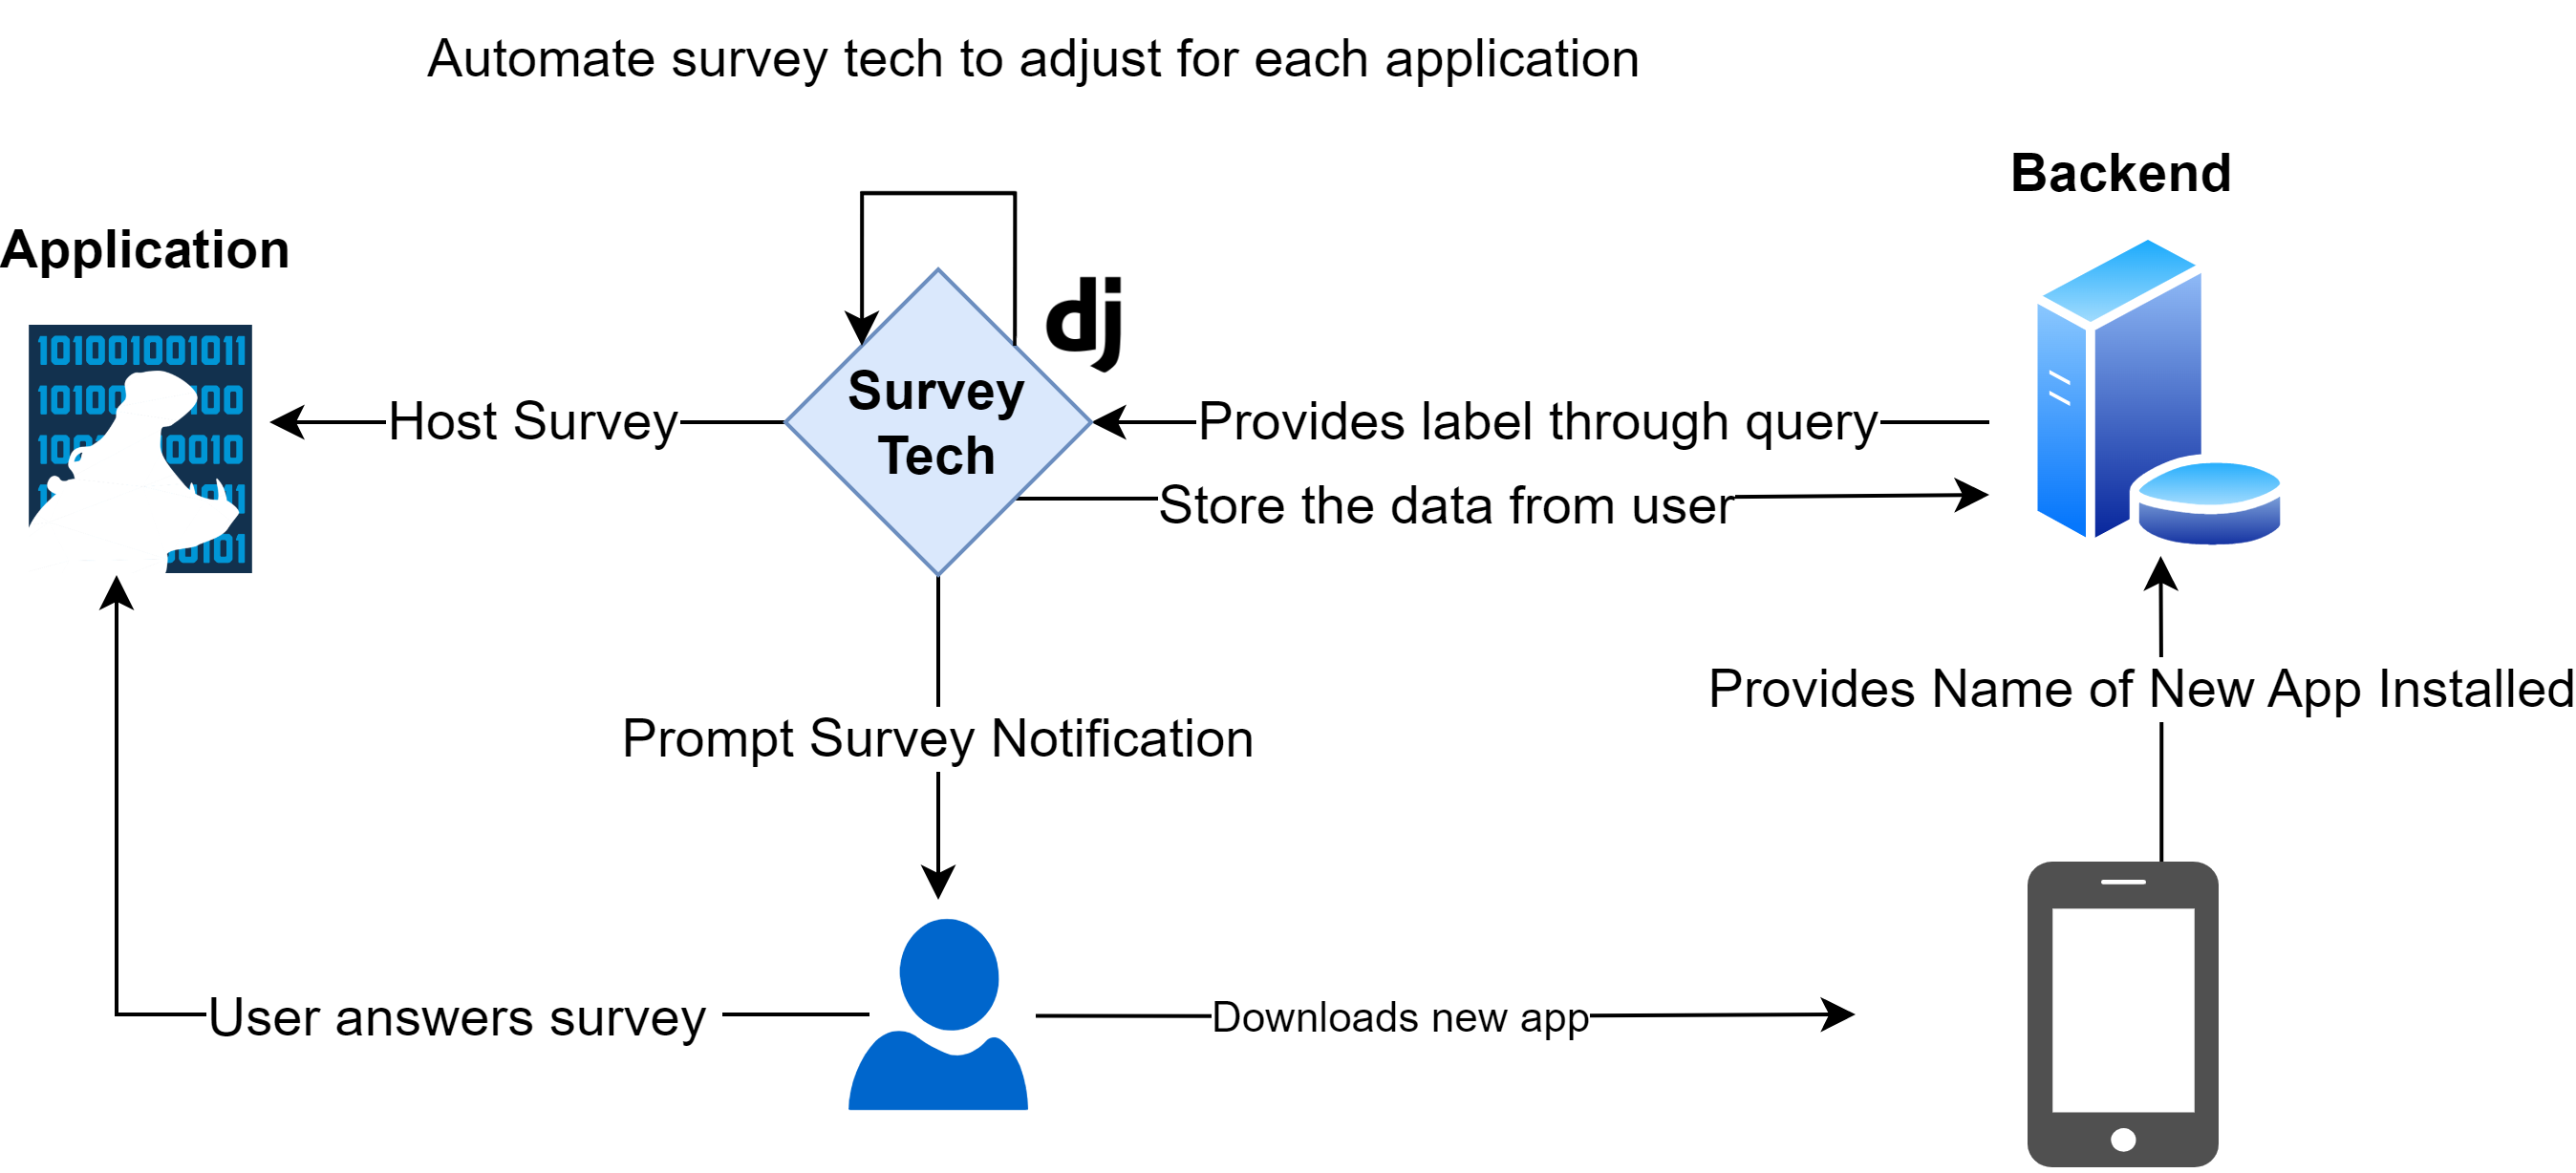 Automate survey tech to adjust for each application
Backend
Application
dj
101001001011
Survey
Tech
Host Survey
Provides label through query
Store the data from user
Provides Name of New App Installed
Prompt Survey Notification
User answers survey
Downloads new app